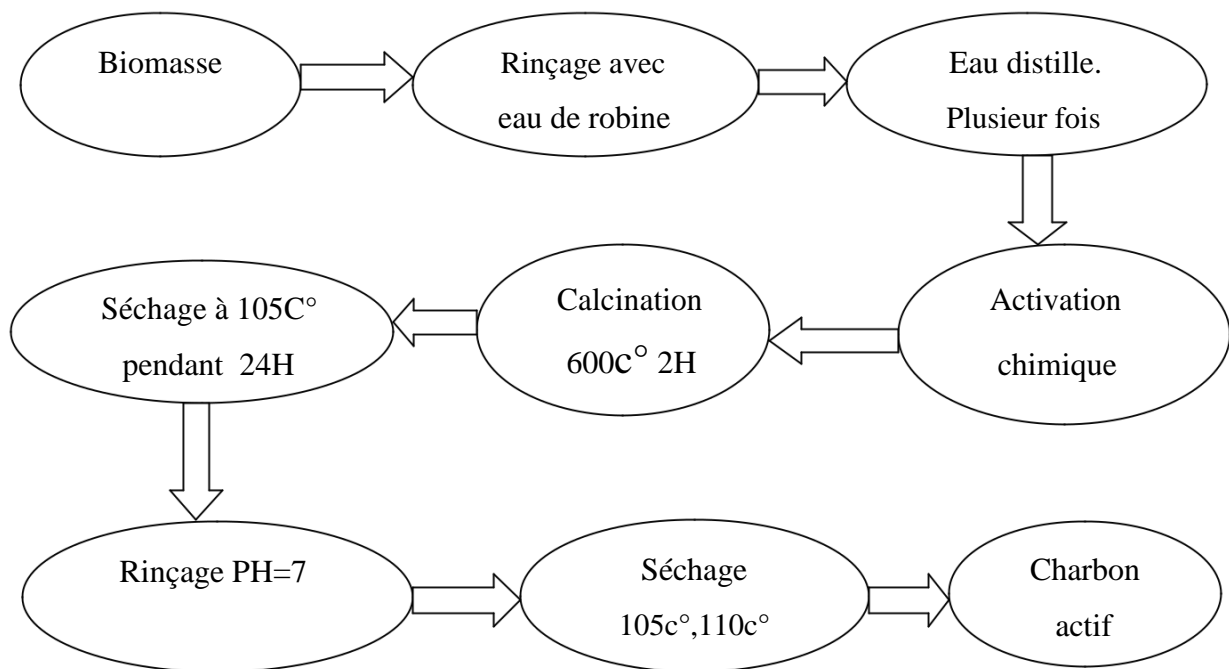 Biomasse
Rinçage avec
eau de robine
Eau distille.
Plusieur fois
Activation
chimique
Calcination
600c° 2H
Séchage à 105C°
pendant 24H
Rinçage PH=7
Séchage
105c°,110c°
Charbon
actif